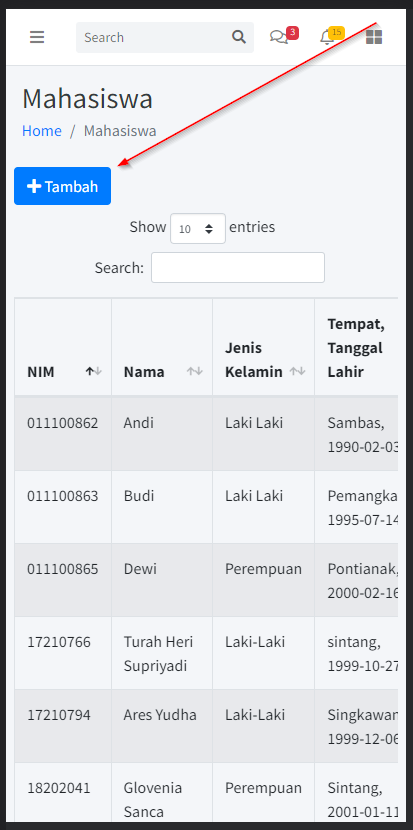 Search
3
15
Mahasiswa
Home / Mahasiswa
Tambah
Show 10 entries
Search:
NIM Nama Jenis Kelamin Tempat, Tanggal Lahir
011100862 Andi Laki Laki Sambas, 1990-02-03
011100863 Budi Laki Laki Pemangka 1995-07-14
011100865 Dewi Perempuan Pontianak, 2000-02-16
17210766 Turah Heri Supriyadi Laki-Laki sintang, 1999-10-27
17210794 Ares Yudha Laki-Laki Singkawan 1999-12-06
18202041 Glovenia Sanca Perempuan Sintang, 2001-01-11